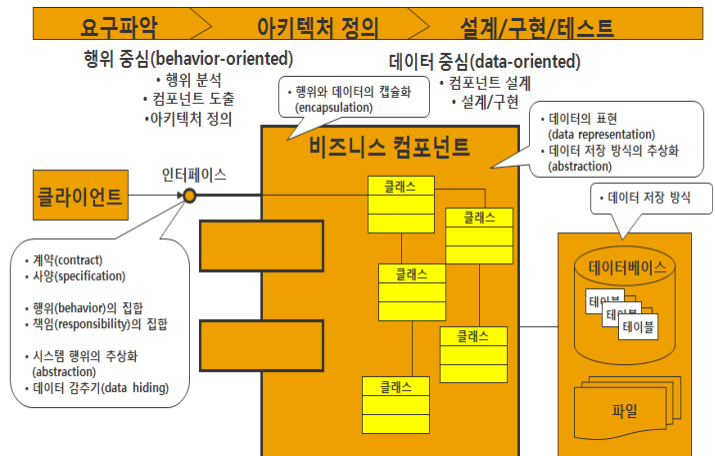 요구파악
아키텍처 정의
설계/구현/테스트
행위 중심(behavior-oriented)
• 행위 분석
• 컴포넌트 도출
•아키텍처 정의
데이터 중심(data-oriented)
• 컴포넌트 설계
• 설계/구현
• 행위와 데이터의 캡슐화
(encapsulation)
• 데이터의 표현
(data representation)
• 데이터 저장 방식의 추상화
(abstraction)
비즈니스 컴포넌트
인터페이스
클라이언트
클래스
클래스
클래스
클래스
클래스
• 데이터 저장 방식
데이터베이스
테이블
테이블
테이블
파일
• 계약(contract)
• 사양(specification)
• 행위(behavior)의 집합
• 책임(responsibility)의 집합
• 시스템 행위의 추상화
(abstraction)
• 데이터 감추기(data hiding)